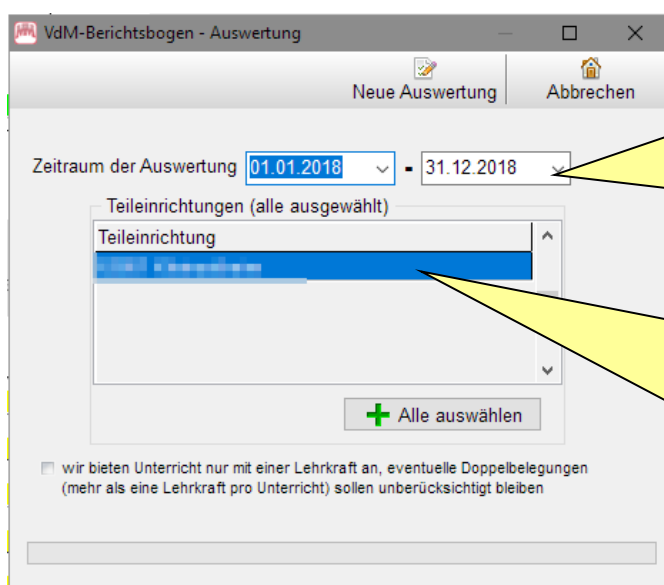 VdM-Berichtsbogen - Auswertung
Neue Auswertung
Abbrechen
Zeitraum der Auswertung 01.01.2018 - 31.12.2018
Teileinrichtungen (alle ausgewählt)
Teileinrichtung
Alle auswählen
wir bieten Unterricht nur mit einer Lehrkraft an, eventuelle Doppelbelegungen
(mehr als eine Lehrkraft pro Unterricht) sollen unberücksichtigt bleiben